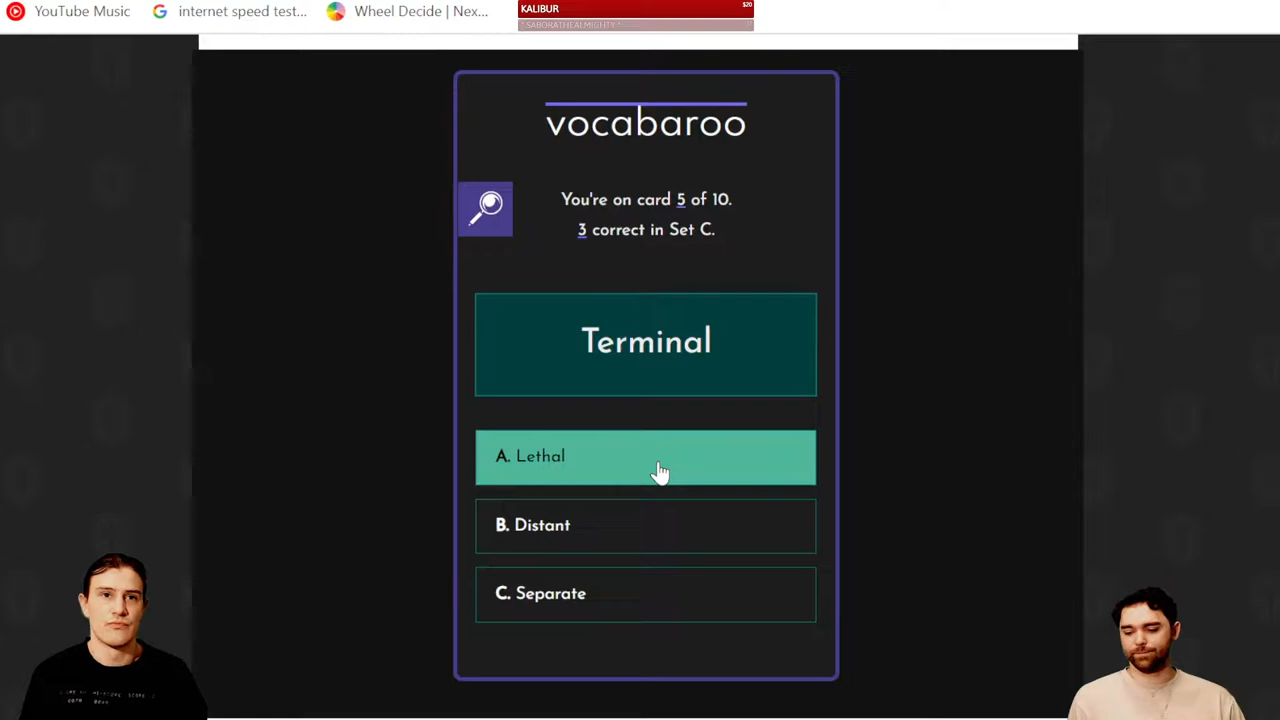 YouTube Music
internet speed test...
Wheel Decide | Nex...
KALIBUR
$20
* SABORATHEALMIGHTY *
vocabaroo
You're on card 5 of 10.
3 correct in Set C.
Terminal
A. Lethal
B. Distant
C. Separate